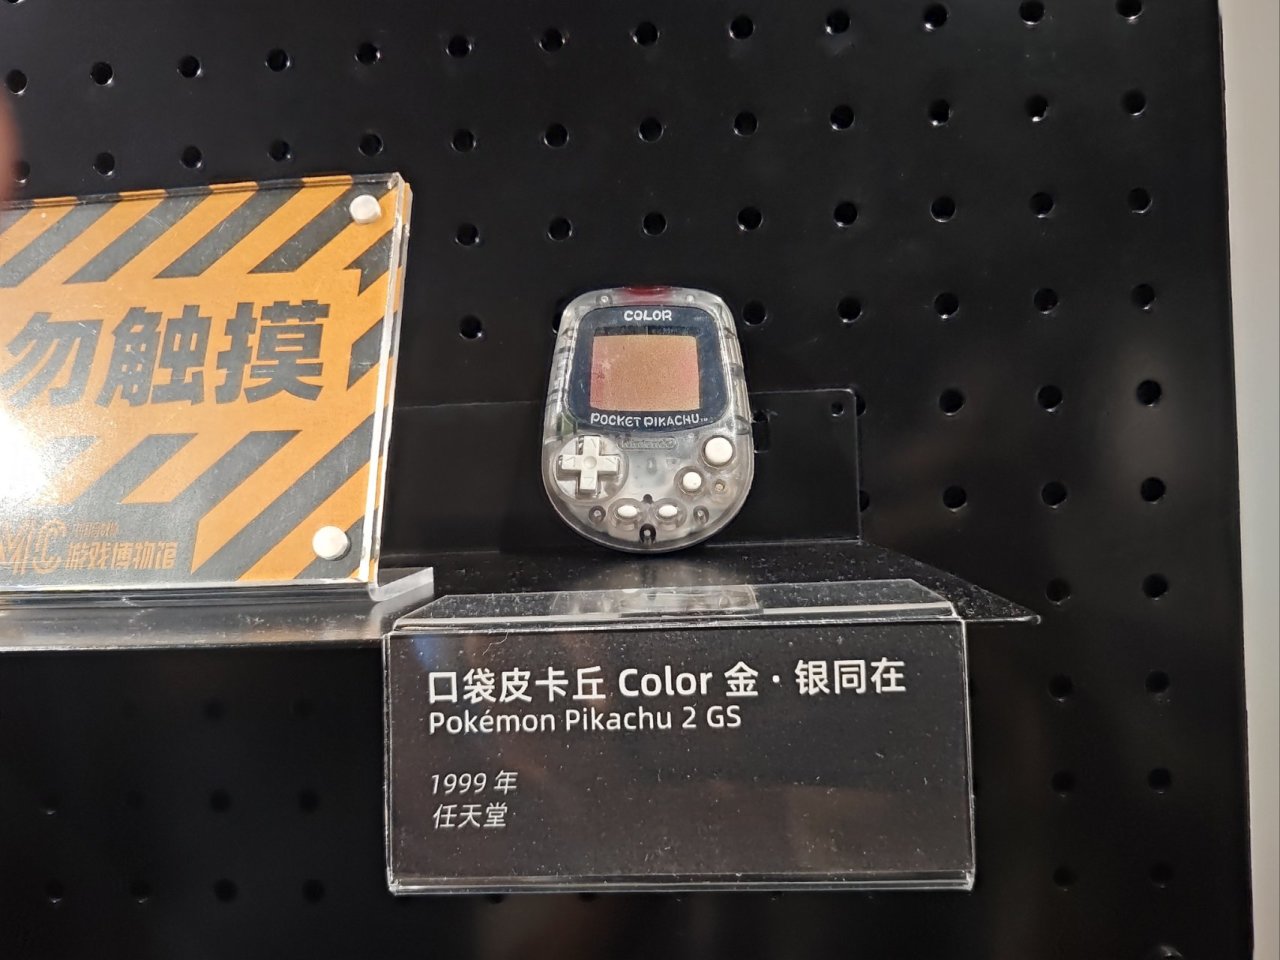 勿触摸
游戏博物馆
COLOR
POCKET PIKACHU
Nintendo
口袋皮卡丘 Color 金·银同在
Pokémon Pikachu 2 GS
1999 年
任天堂